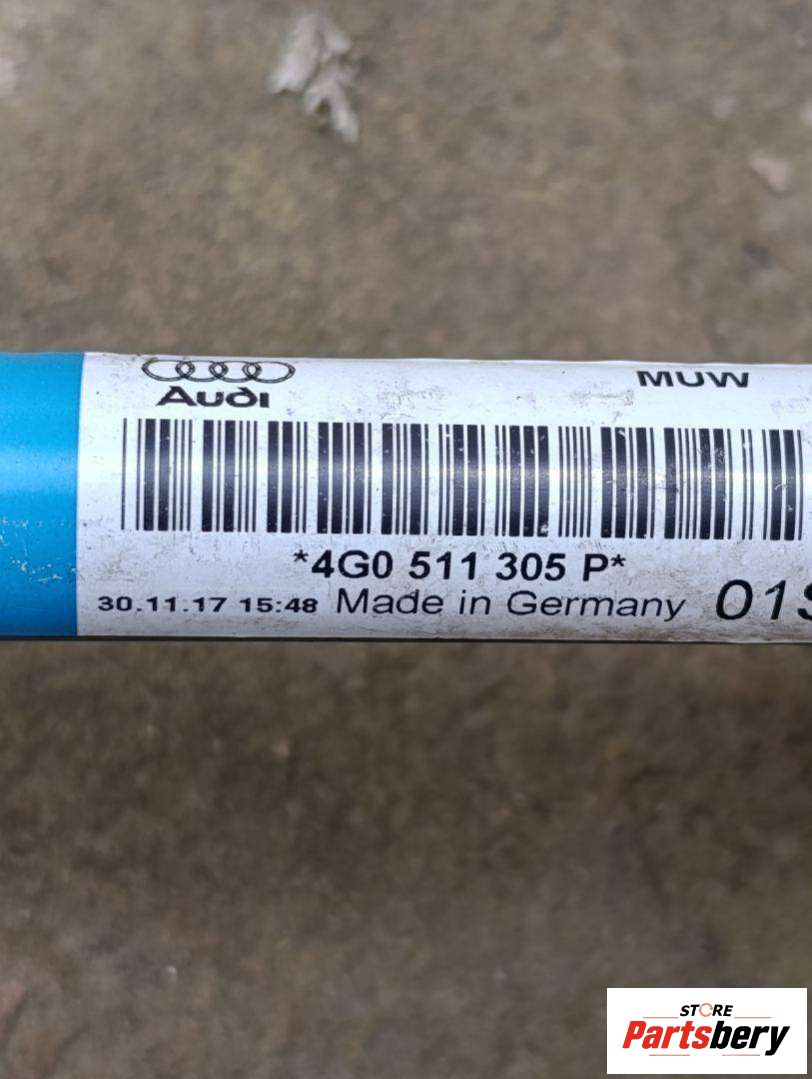 Audi
MUW
*4G0 511 305 P*
30.11.17 15:48 Made in Germany
STORE
Partsbery